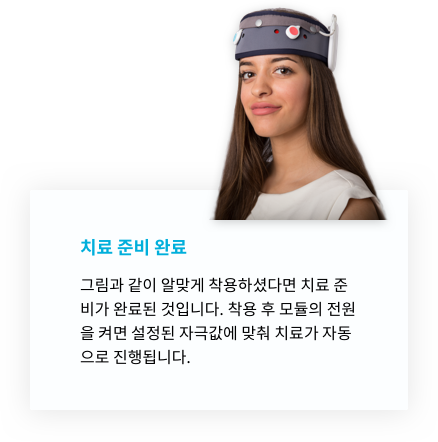 치료 준비 완료
그림과 같이 알맞게 착용하셨다면 치료 준
비가 완료된 것입니다. 착용 후 모듈의 전원
을 켜면 설정된 자극값에 맞춰 치료가 자동
으로 진행됩니다.